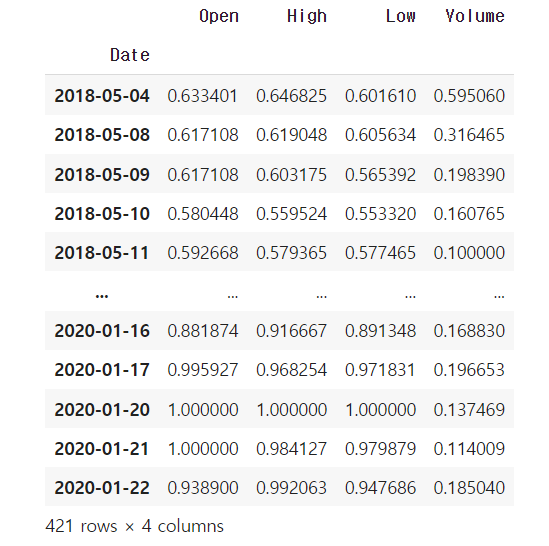 Open High Low Volume
Date
2018-05-04 0.633401 0.646825 0.601610 0.595060
2018-05-08 0.617108 0.619048 0.605634 0.316465
2018-05-09 0.617108 0.603175 0.565392 0.198390
2018-05-10 0.580448 0.559524 0.553320 0.160765
2018-05-11 0.592668 0.579365 0.577465 0.100000
... ... ... ... ...
2020-01-16 0.881874 0.916667 0.891348 0.168830
2020-01-17 0.995927 0.968254 0.971831 0.196653
2020-01-20 1.000000 1.000000 1.000000 0.137469
2020-01-21 1.000000 0.984127 0.979879 0.114009
2020-01-22 0.938900 0.992063 0.947686 0.185040
421 rows × 4 columns